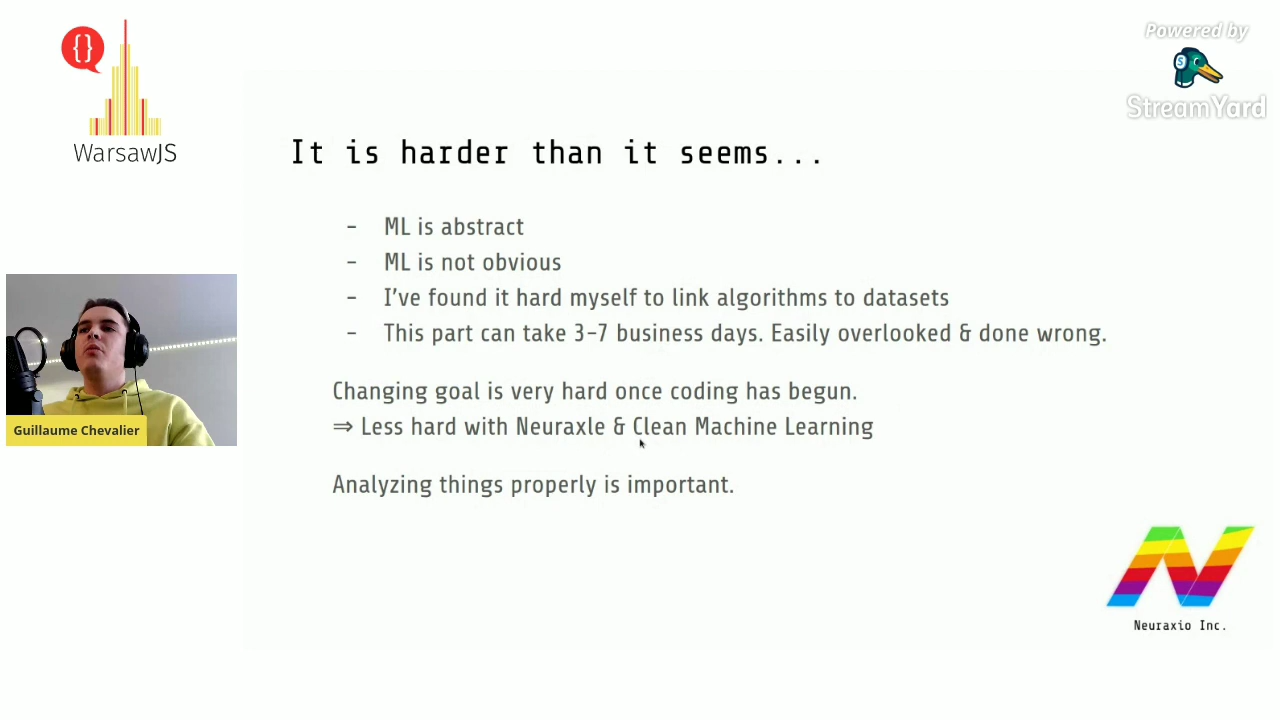 {}
WarsawJS
Powered by
S
StreamYard
It is harder than it seems...
- ML is abstract
- ML is not obvious
- I've found it hard myself to link algorithms to datasets
- This part can take 3-7 business days. Easily overlooked & done wrong.
Changing goal is very hard once coding has begun.
⇒ Less hard with Neuraxle & Clean Machine Learning
Analyzing things properly is important.
Guillaume Chevalier
N
Neuraxio Inc.